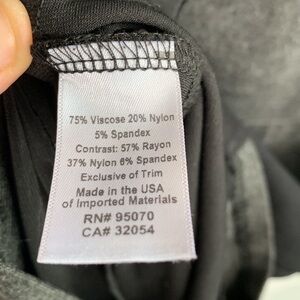 75% Viscose 20% Nylon
5% Spandex
Contrast: 57% Rayon
37% Nylon 6% Spandex
Exclusive of Trim
Made in the USA
of Imported Materials
RN# 95070
CA# 32054